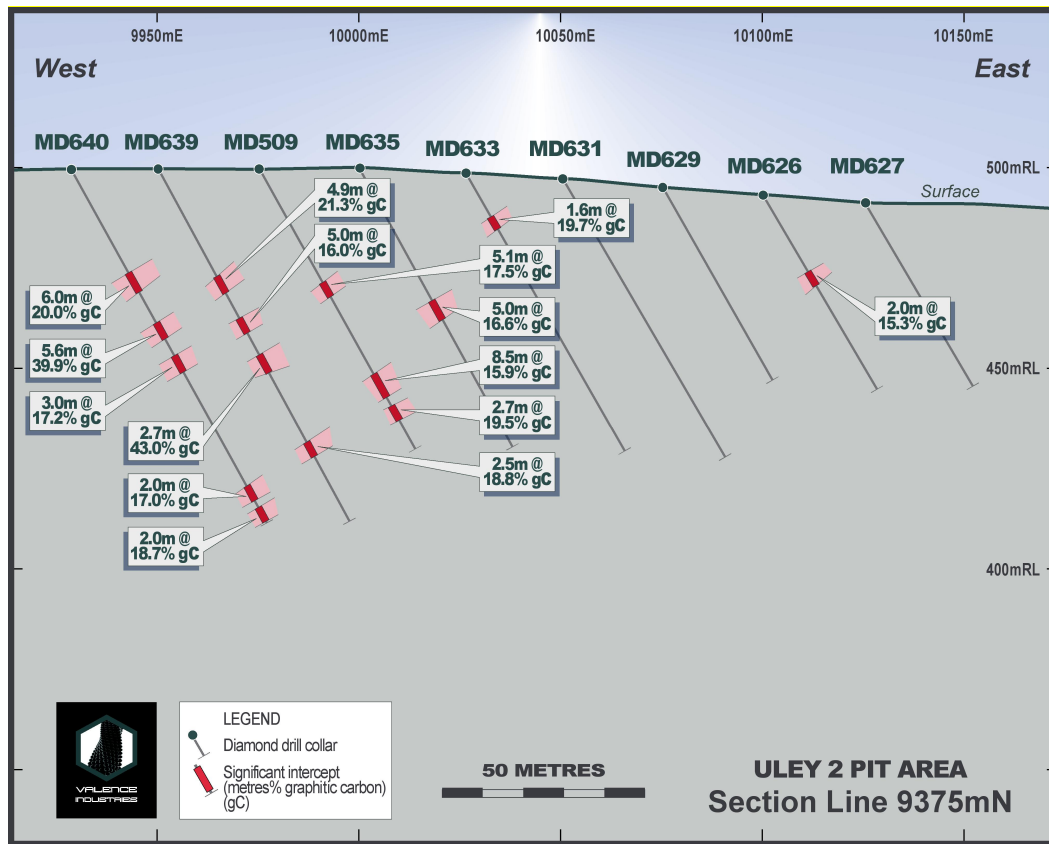 9950mE 10000mE 10050mE 10100mE 10150mE
West East
MD640 MD639 MD509 MD635 MD633 MD631 MD629 MD626 MD627
500mRL
Surface
4.9m @
21.3% gC
5.0m @
16.0% gC
1.6m @
19.7% gC
5.1m @
17.5% gC
6.0m @
20.0% gC
5.0m @
16.6% gC
2.0m @
15.3% gC
5.6m @
39.9% gC
8.5m @
15.9% gC
450mRL
3.0m @
17.2% gC
2.7m @
19.5% gC
2.7m @
43.0% gC
2.5m @
18.8% gC
2.0m @
17.0% gC
2.0m @
18.7% gC
400mRL
VALENCE
INDUSTRIES
LEGEND
Diamond drill collar
Significant intercept
(metres% graphitic carbon)
(gC)
50 METRES
ULEY 2 PIT AREA
Section Line 9375mN